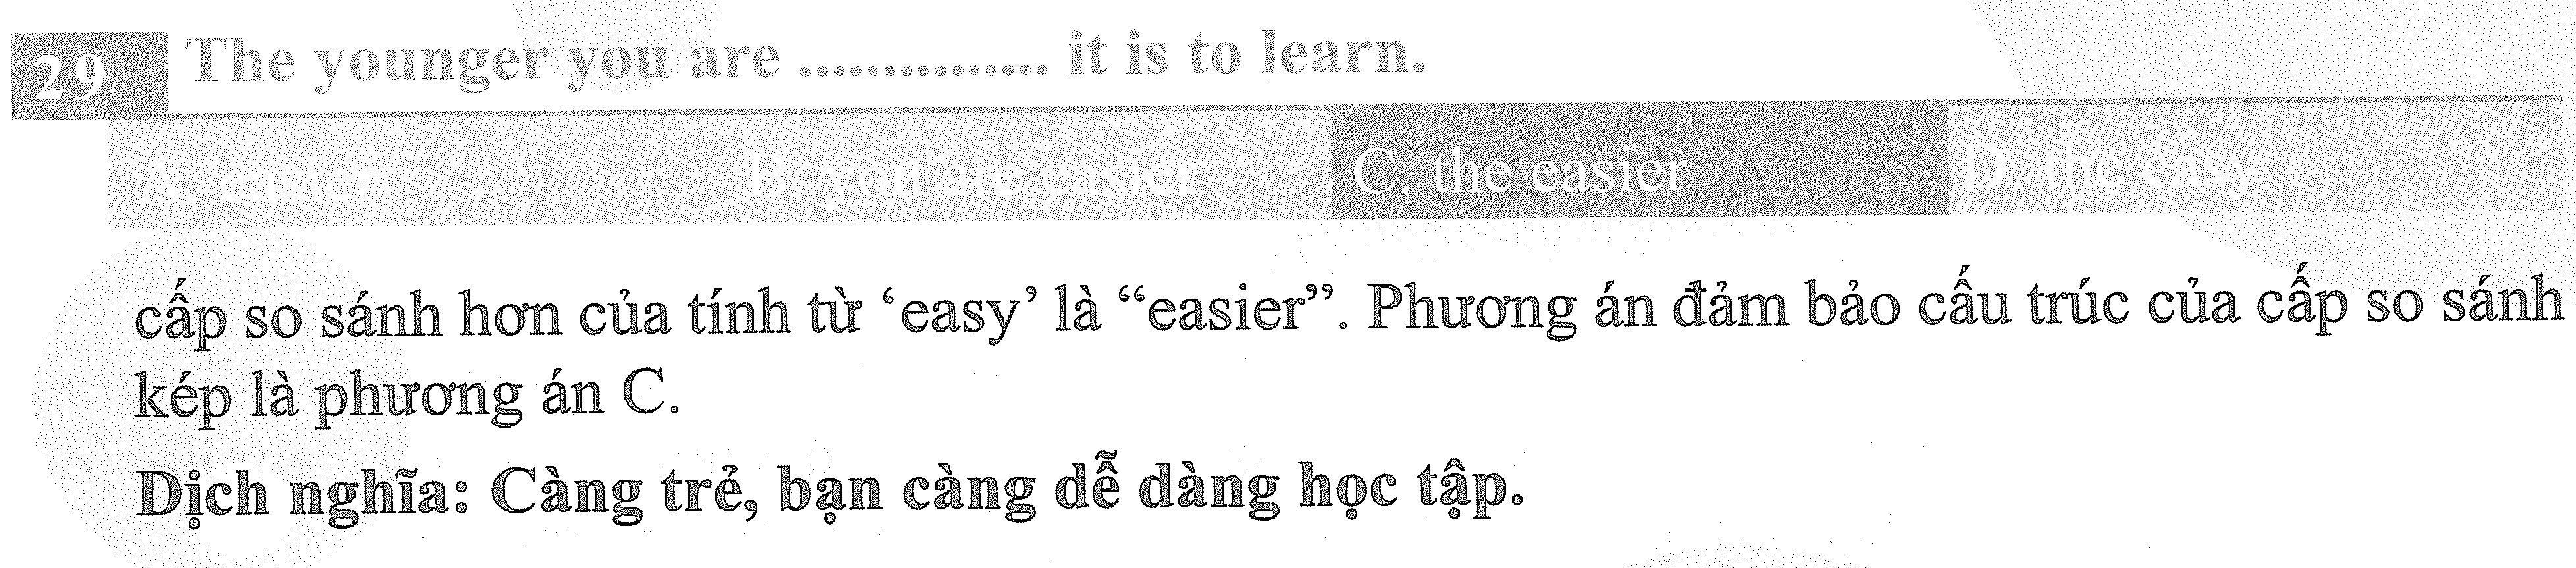 29 The younger you are .............. it is to learn.
A. easier B. you are easier C. the easier D. the easy
cấp so sánh hơn của tính từ ‘easy’ là “easier”. Phương án đảm bảo cấu trúc của cấp so sánh
kép là phương án C.
Dịch nghĩa: Càng trẻ, bạn càng dễ dàng học tập.